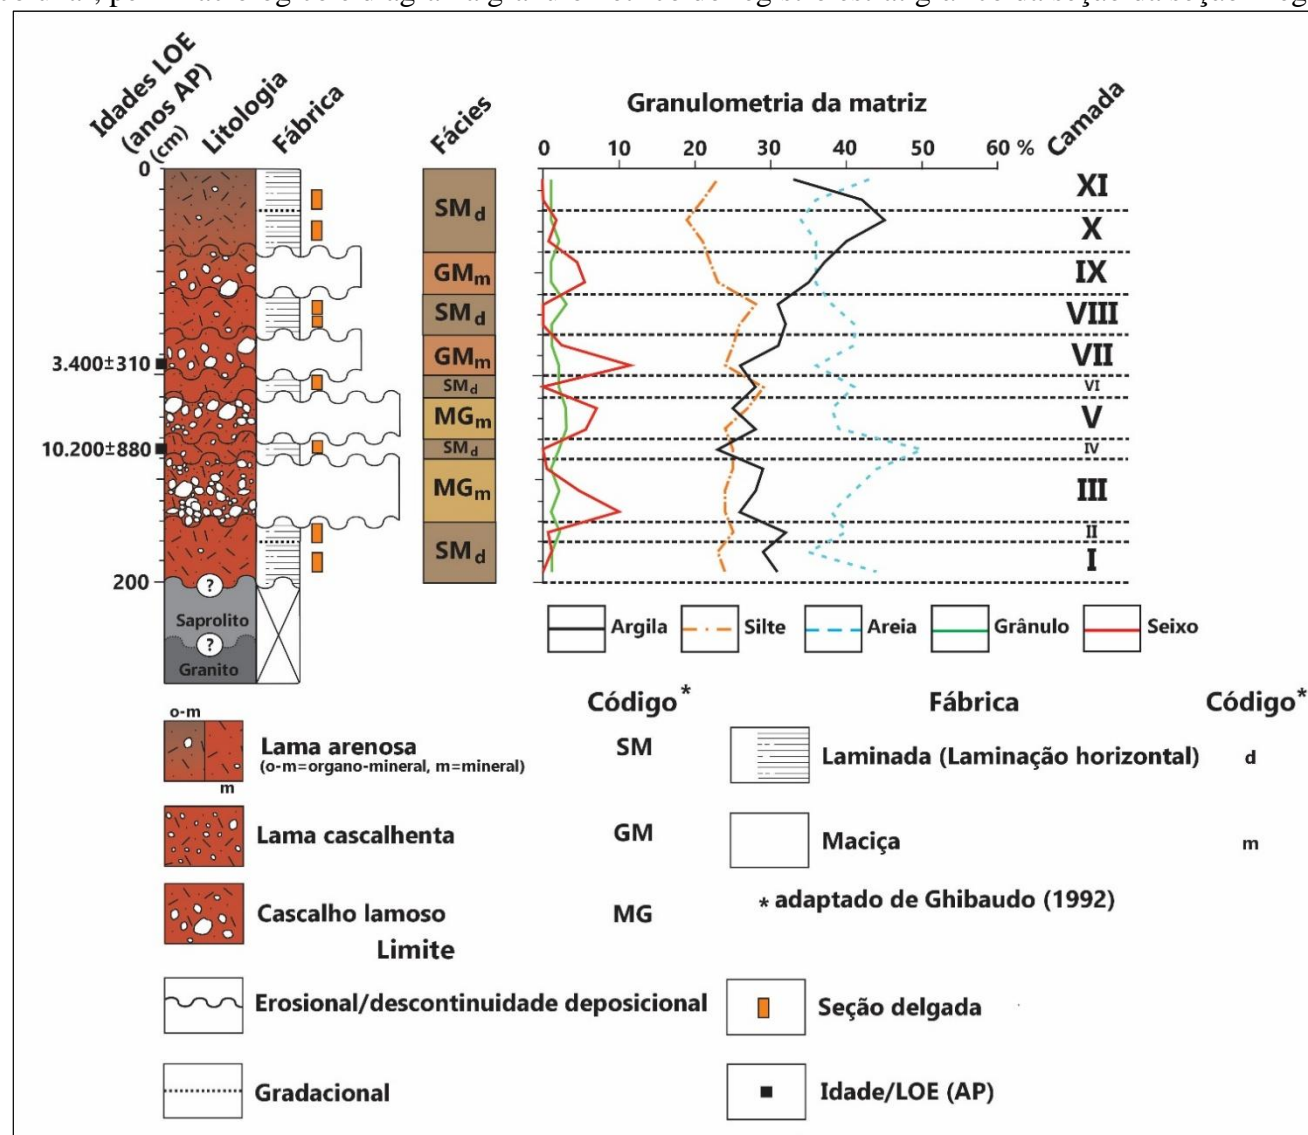 Idades LOE
(anos AP)
(cm)
Litologia
Fábrica
Fácies
Granulometria da matriz
Camada
0 10 20 30 40 50 60 %
0
3.400±310
10.200±880
200
SMd
GMm
SMd
GMm
SMd
MGm
SMd
MGm
SMd
XI
X
IX
VIII
VII
VI
V
IV
III
II
I
?
Saprolito
?
Granito
Argila
Silte
Areia
Grânulo
Seixo
Código*
Fábrica
Código*
o-m
m
Lama arenosa
(o-m=organo-mineral, m=mineral)
SM
Laminada (Laminação horizontal)
d
Lama cascalhenta
GM
Maciça
m
Cascalho lamoso
MG
* adaptado de Ghibaudo (1992)
Limite
Erosional/descontinuidade deposicional
Seção delgada
Gradacional
Idade/LOE (AP)